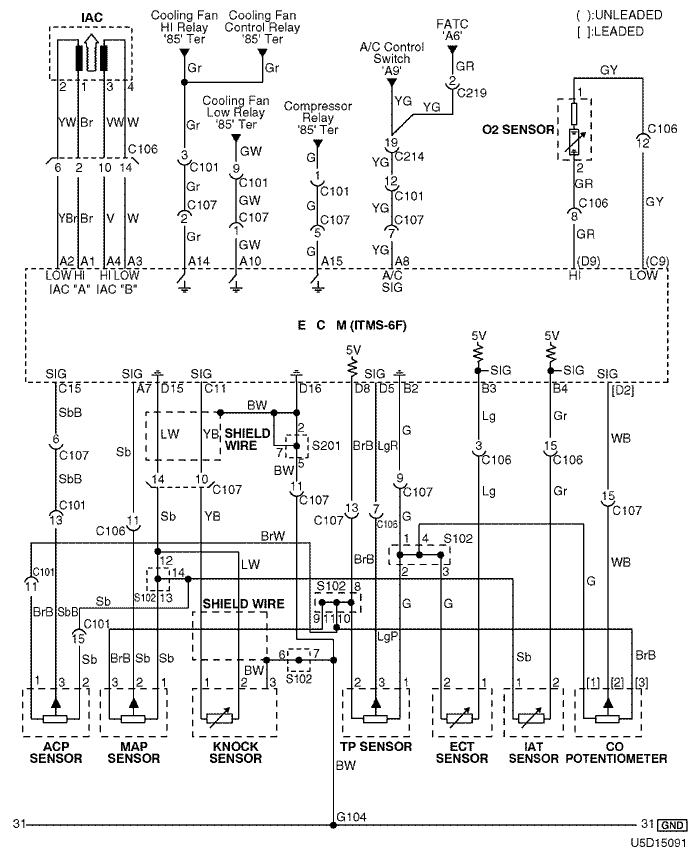 IAC
Cooling Fan HI Relay '85' Ter
Cooling Fan Control Relay '85' Ter
FATC 'A6'
( ):UNLEADED
[ ]:LEADED
A/C Control Switch 'A9'
Cooling Fan Low Relay '85' Ter
Compressor Relay '85' Ter
2 1 3 4
Gr Gr
YG YG
GR
2 C219
GY
1
O2 SENSOR
2
C106
12
YW Br VW W
C106
6 2 10 14
Gr
3 C101
Gr
C107
2
Gr
GW
9 C101
GW
C107
1
GW
G
1 C101
G
C107
5
G
19 C214
YG
12 C101
YG
C107
7
YG
GR
C106
8
GR
GY
YBr Br V W
A2 A1 A4 A3 A14 A10 A15 A8 (D9) (C9)
LOW HI HI LOW
IAC "A" IAC "B"
A/C SIG
HI LOW
E C M (ITMS-6F)
5V 5V 5V
SIG SIG SIG SIG SIG SIG SIG
C15 A7 D15 C11 D16 D8 D5 B2 B3 B4 [D2]
SbB
6 C107
SbB
C101
13
Sb
C106 11
LW YB
SHIELD WIRE
14 10
C107
Sb YB
BW
2
7 S201
5
BW
11 C107
BrB LgR
13 7
C107 C106
BrB
G
9 C107
G
Lg
3 C106
Lg
Gr
15 C106
Gr
WB
15 C107
WB
BrW
S102
1 4
2 3
G G
12
LW
14
S102 13
C101
11
BrB SbB
Sb
C101
15
Sb
SHIELD WIRE
S102
8
9 11 10
LgP
G
BrB Sb Sb
BW
6 7
S102
Sb
BrB
1 3 2
3 1 2
1 2 3
2 3 1
2 1
2 1
[1] [2] [3]
ACP SENSOR
MAP SENSOR
KNOCK SENSOR
TP SENSOR
ECT SENSOR
IAT SENSOR
CO POTENTIOMETER
BW
31 G104 31 GND
U5D15091